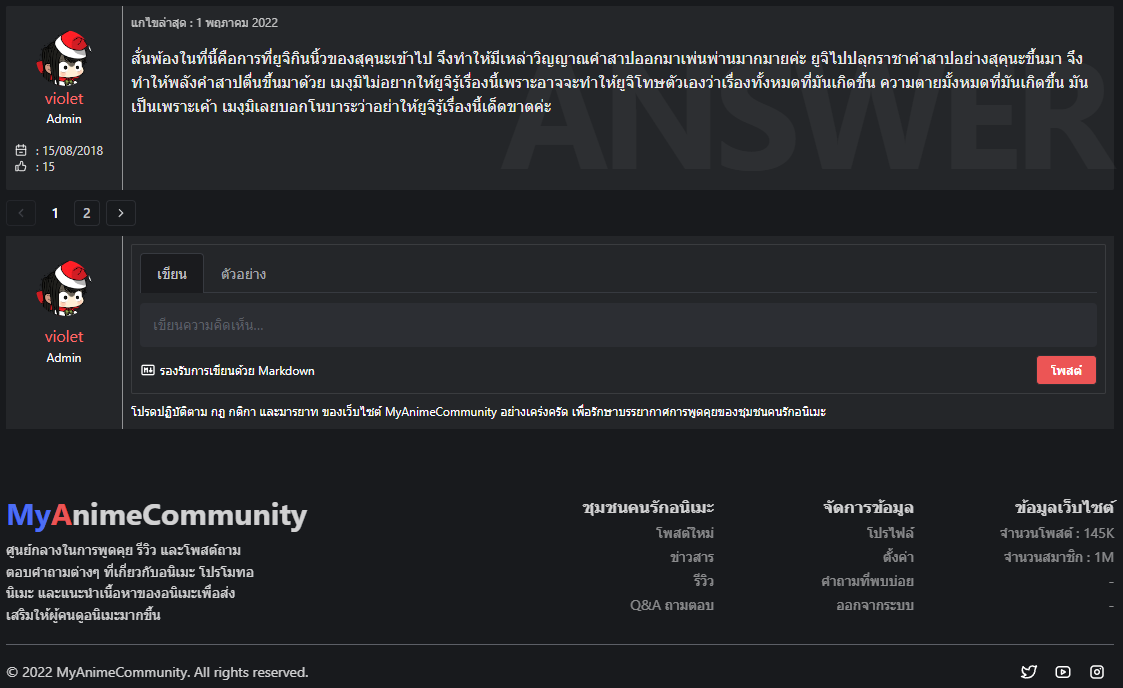 แก้ไขล่าสุด : 1 พฤษภาคม 2022
สั่นพ้องในที่นี้คือการที่ยูจิกินนิ้วของสุคุนะเข้าไป จึงทำให้มีเหล่าวิญญาณคำสาปออกมาเพ่นพ่านมากมายค่ะ ยูจิไปปลุกราชาคำสาปอย่างสุคุนะขึ้นมา จึง
ทำให้พลังคำสาปตื่นขึ้นมาด้วย เมงุมิไม่อยากให้ยูจิรู้เรื่องนี้เพราะอาจจะทำให้ยูจิโทษตัวเองว่าเรื่องทั้งหมดที่มันเกิดขึ้น ความตายมั้งหมดที่มันเกิดขึ้น มัน
เป็นเพราะเค้า เมงุมิเลยบอกโนบาระว่าอย่าให้ยูจิรู้เรื่องนี้เด็ดขาดค่ะ
ANSWER
violet
Admin
: 15/08/2018
: 15
1 2
violet
Admin
เขียน ตัวอย่าง
เขียนความคิดเห็น...
รองรับการเขียนด้วย Markdown
โพสต์
โปรดปฏิบัติตาม กฎ กติกา และมารยาท ของเว็บไซต์ MyAnimeCommunity อย่างเคร่งครัด เพื่อรักษาบรรยากาศการพูดคุยของชุมชนคนรักอนิเมะ
MyAnimeCommunity
ศูนย์กลางในการพูดคุย รีวิว และโพสต์ถาม
ตอบคำถามต่างๆ ที่เกี่ยวกับอนิเมะ โปรโมทอ
นิเมะ และแนะนำเนื้อหาของอนิเมะเพื่อส่ง
เสริมให้ผู้คนดูอนิเมะมากขึ้น
ชุมชนคนรักอนิเมะ
โพสต์ใหม่
ข่าวสาร
รีวิว
Q&A ถามตอบ
จัดการข้อมูล
โปรไฟล์
ตั้งค่า
คำถามที่พบบ่อย
ออกจากระบบ
ข้อมูลเว็บไซต์
จำนวนโพสต์ : 145K
จำนวนสมาชิก : 1M
-
-
© 2022 MyAnimeCommunity. All rights reserved.